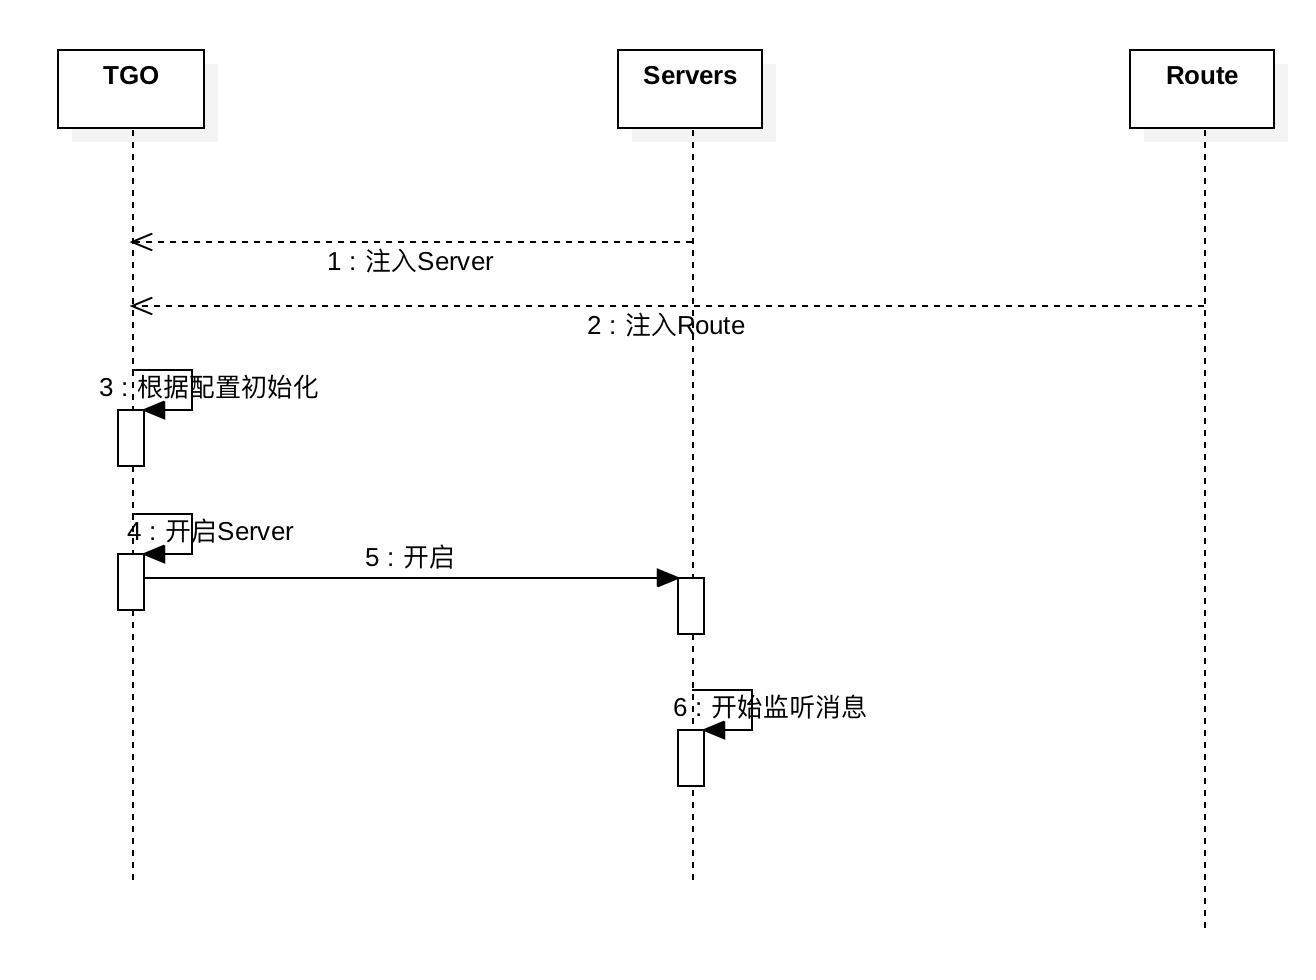 TGO
Servers
Route
1 : 注入Server
2 : 注入Route
3 : 根据配置初始化
4 : 开启Server
5 : 开启
6 : 开始监听消息